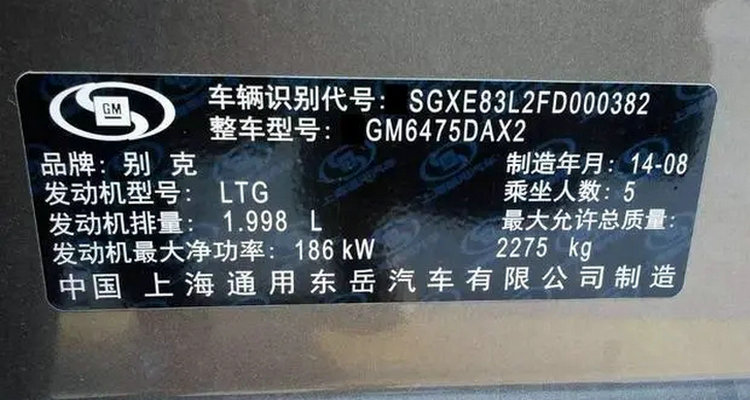 GM
车辆识别代号: SGXE83L2FD000382
整车型号: GM6475DAX2
品牌: 别 克 制造年月: 14-08
发动机型号: LTG 乘坐人数: 5
发动机排量: 1.998 L 最大允许总质量:
发动机最大净功率: 186 kW 2275 kg
中国 上海通用东岳汽车有限公司制造